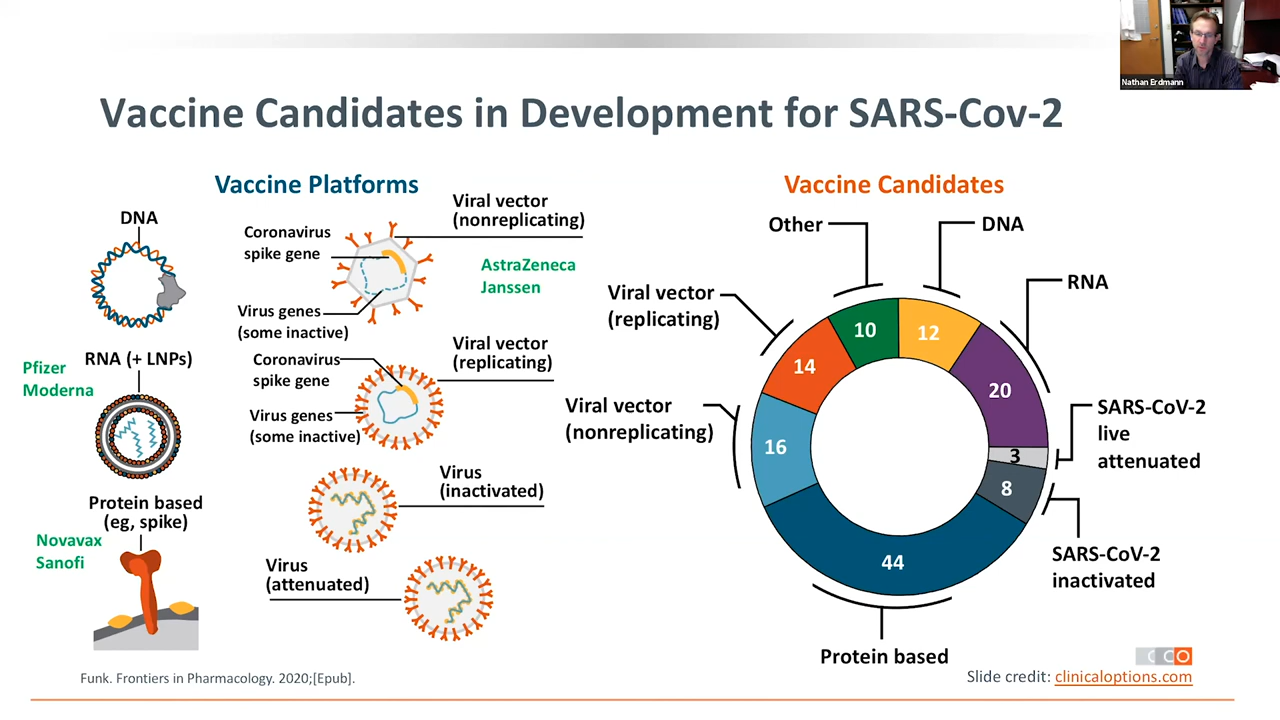 Nathan Erdmann
Vaccine Candidates in Development for SARS-Cov-2
Vaccine Platforms
DNA
RNA (+ LNPs)
Pfizer
Moderna
Protein based
(eg, spike)
Novavax
Sanofi
Viral vector
(nonreplicating)
Coronavirus
spike gene
AstraZeneca
Janssen
Virus genes
(some inactive)
Viral vector
(replicating)
Coronavirus
spike gene
Virus genes
(some inactive)
Virus
(inactivated)
Virus
(attenuated)
Vaccine Candidates
Other
DNA
RNA
Viral vector
(replicating)
Viral vector
(nonreplicating)
SARS-CoV-2
live
attenuated
SARS-CoV-2
inactivated
Protein based
10
12
14
20
16
3
8
44
CCO
Funk. Frontiers in Pharmacology. 2020;[Epub].
Slide credit: clinicaloptions.com